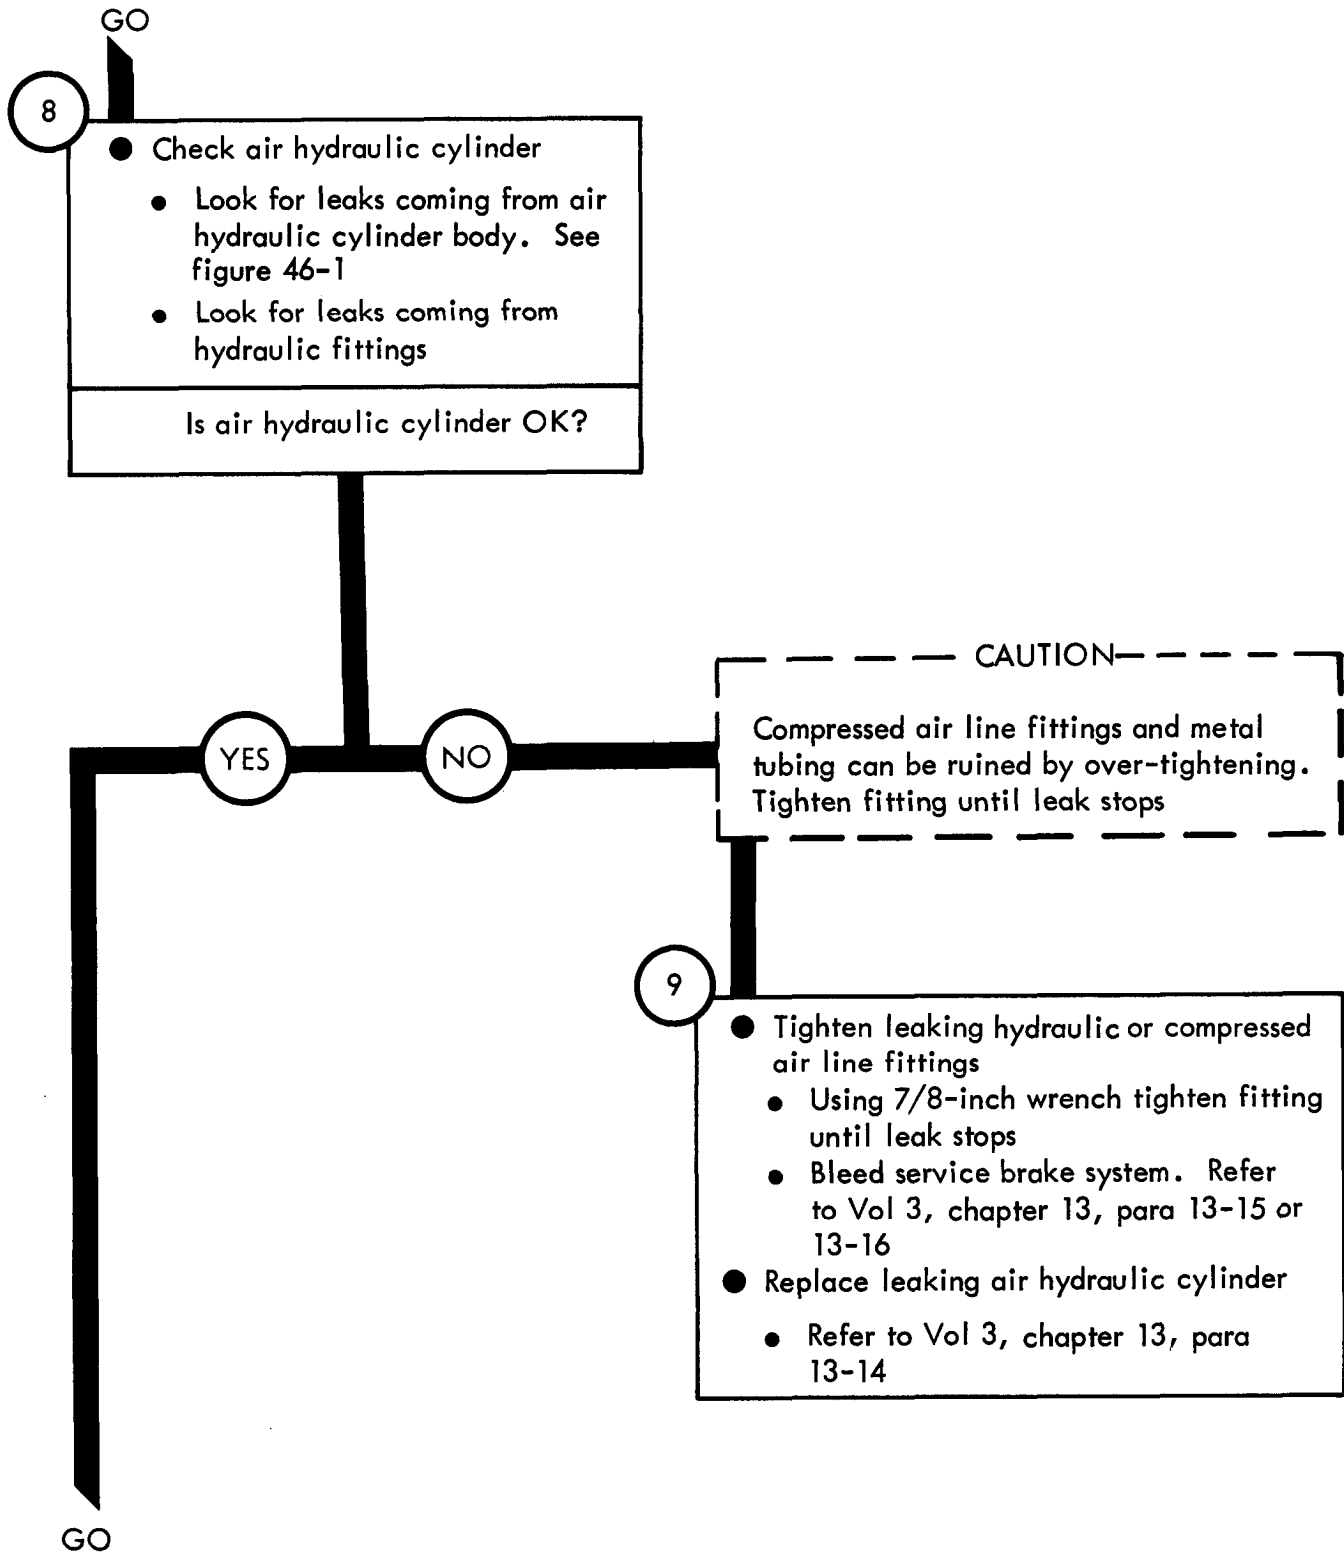 GO
8
● Check air hydraulic cylinder
● Look for leaks coming from air
hydraulic cylinder body. See
figure 46-1
● Look for leaks coming from
hydraulic fittings
Is air hydraulic cylinder OK?
YES
NO
CAUTION
Compressed air line fittings and metal
tubing can be ruined by over-tightening.
Tighten fitting until leak stops
9
● Tighten leaking hydraulic or compressed
air line fittings
● Using 7/8-inch wrench tighten fitting
until leak stops
● Bleed service brake system. Refer
to Vol 3, chapter 13, para 13-15 or
13-16
● Replace leaking air hydraulic cylinder
● Refer to Vol 3, chapter 13, para
13-14
GO